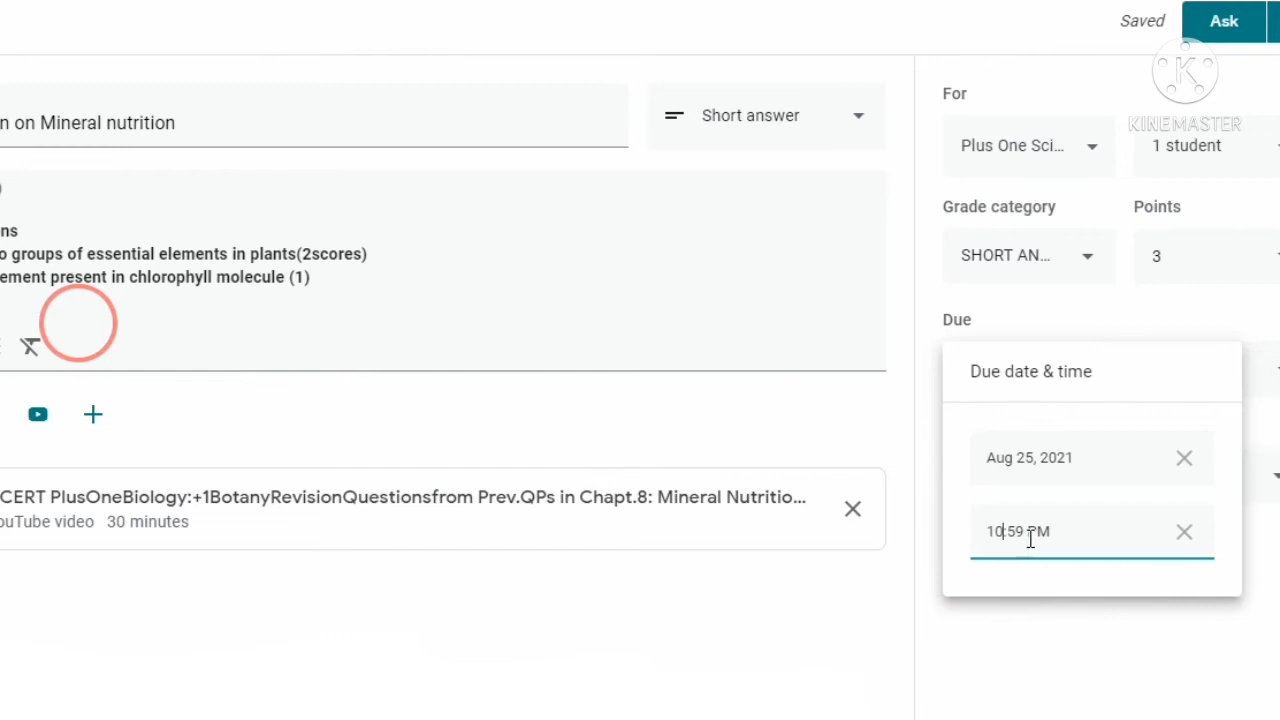 Saved
Ask
KINEMASTER
n on Mineral nutrition
Short answer
ns
o groups of essential elements in plants(2scores)
ement present in chlorophyll molecule (1)
CERT PlusOneBiology:+1BotanyRevisionQuestionsfrom Prev.QPs in Chapt.8: Mineral Nutritio...
ouTube video 30 minutes
For
Plus One Sci...
1 student
Grade category
Points
SHORT AN...
3
Due
Due date & time
Aug 25, 2021
10:59 PM